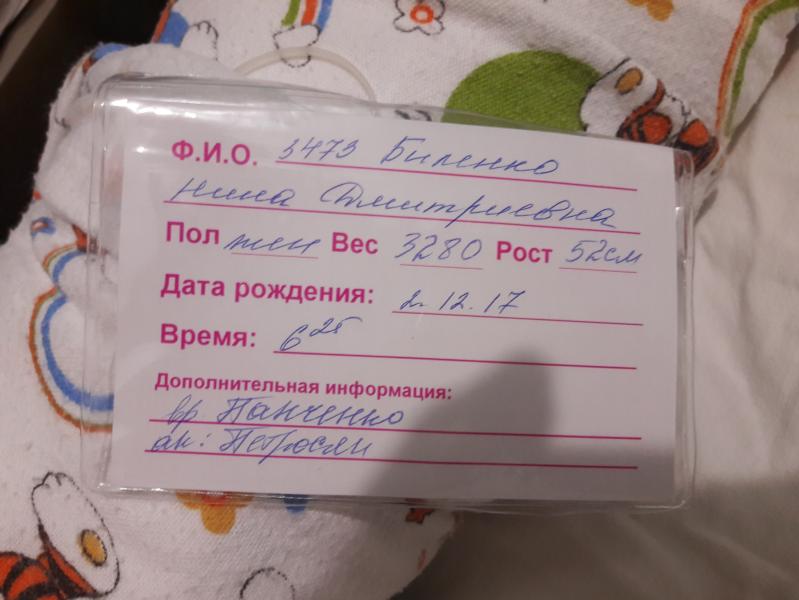 Ф.И.О. 3473 Биленко
Нина Дмитриевна
Пол жен Вес 3280 Рост 52см
Дата рождения: 2.12.17
Время: 6 25
Дополнительная информация:
вр. Панченко
ак: Петросян